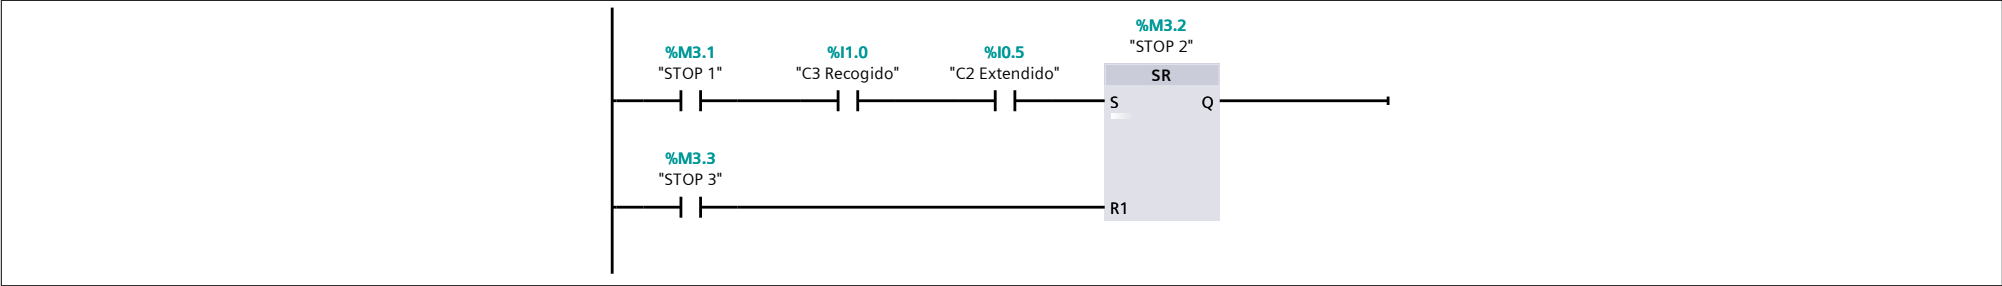 %M3.2
"STOP 2"
%M3.1 %I1.0 %I0.5
"STOP 1" "C3 Recogido" "C2 Extendido"
SR
S Q
%M3.3
"STOP 3"
R1